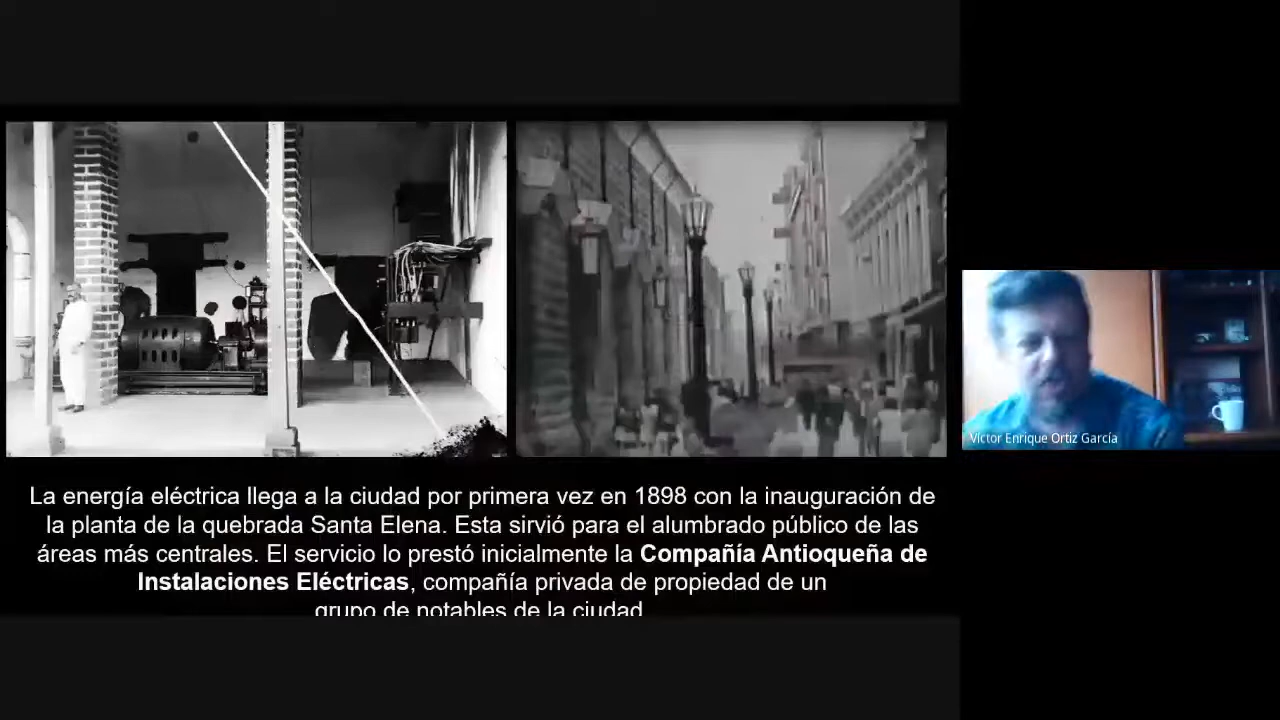 La energía eléctrica llega a la ciudad por primera vez en 1898 con la inauguración de
la planta de la quebrada Santa Elena. Esta sirvió para el alumbrado público de las
áreas más centrales. El servicio lo prestó inicialmente la Compañía Antioqueña de
Instalaciones Eléctricas, compañía privada de propiedad de un
grupo de notables de la ciudad
Víctor Enrique Ortiz García